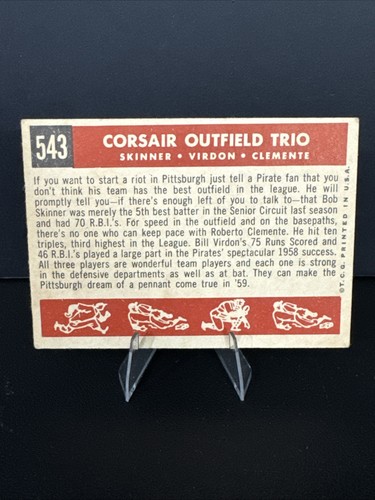 543
CORSAIR OUTFIELD TRIO
SKINNER • VIRDON • CLEMENTE
If you want to start a riot in Pittsburgh just tell a Pirate fan that you
don't think his team has the best outfield in the league. He will
promptly tell you—if there's enough left of you to talk to—that Bob
Skinner was merely the 5th best batter in the Senior Circuit last season
and had 70 R.B.I.'s. For speed in the outfield and on the bases there's
no one who can keep pace with Roberto Clemente. He hit ten
triples, third highest in the League. Bill Virdon's 75 Runs Scored and
46 R.B.I.'s played a large part in the Pirates' spectacular 1958 success.
All three players are wonderful team players and each one is strong
in the defensive departments as well as at bat. They can make the
Pittsburgh dream of a pennant come true in '59.
©T.C.G. PRINTED IN U.S.A.